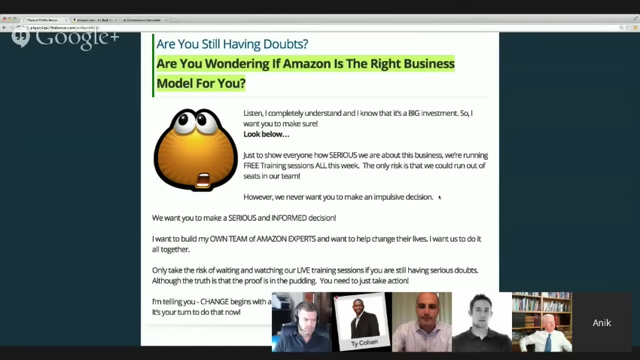 Google+
Are You Still Having Doubts?
Are You Wondering If Amazon Is The Right Business
Model For You?
Listen, I completely understand and I know that it's a BIG investment. So, I
want you to make sure!
Look below...
Just to show everyone how SERIOUS we are about this business, we're running
FREE Training sessions ALL this week. The only risk is that we could run out of
seats in our team!
However, we never want you to make an impulsive decision.
We want you to make a SERIOUS and INFORMED decision!
I want to build my OWN TEAM of AMAZON EXPERTS and want to help change their lives. I want us to do it
all together.
Only take the risk of waiting and watching our LIVE training sessions if you are still having serious doubts.
Although the truth is that the proof is in the pudding. You need to just take action!
I'm telling you - CHANGE begins with a
It's your turn to do that now!
Ty Cohan
Anik